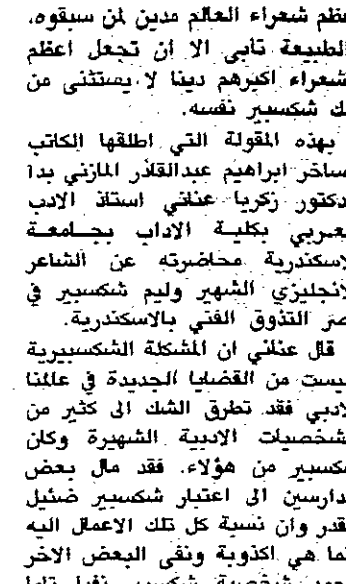 عظم شعراء العالم مدين لمن سبقوه،
الطبيعة تأبى الا ان تجعل اعظم
شعراء اكبرهم دينا لا يستثنى من
ك شكسبير نفسه.
بهذه المقولة التي اطلقها الكاتب
ساخر ابراهيم عبدالقادر المازني بدا
دكتور زكريا عناني استاذ الادب
عربي بكلية الاداب بجامعة
لاسكندرية محاضرته عن الشاعر
لانجليزي الشهير وليم شكسبير في
صر التذوق الفني بالاسكندرية.
قال عناني ان المشكلة الشكسبيرية
يست من القضايا الجديدة في عالمنا
لادبي فقد تطرق الشك الى كثير من
شخصيات الادبية الشهيرة وكان
كسبير من هؤلاء. فقد مال بعض
دارسين الى اعتبار شكسبير ضئيل
قدر وان نسبة كل تلك الاعمال اليه
ما هي اكذوبة ونفى البعض الاخر
شكسبير